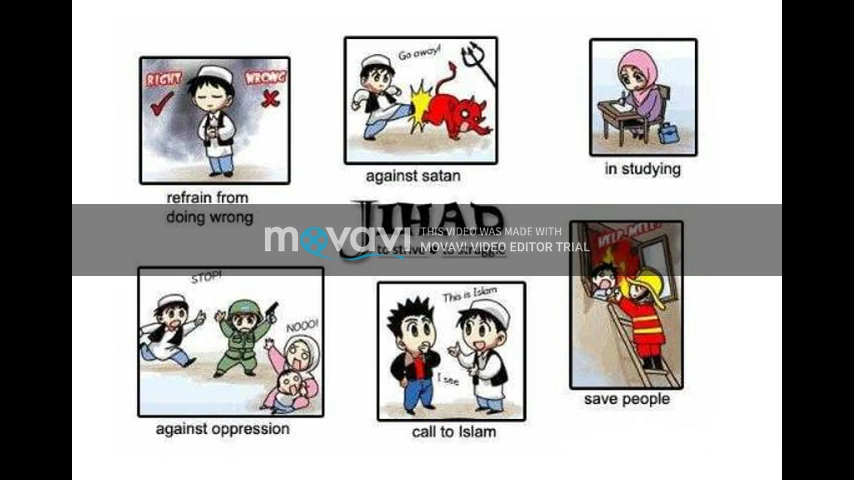 RIGHT
WRONG
refrain from
doing wrong
Go away!
against satan
in studying
JIHAD
to strive & to struggle
movavi
THIS VIDEO WAS MADE WITH
MOVAVI VIDEO EDITOR TRIAL
STOP!
NOOO!
against oppression
This is Islam
I see
call to Islam
HELP
save people